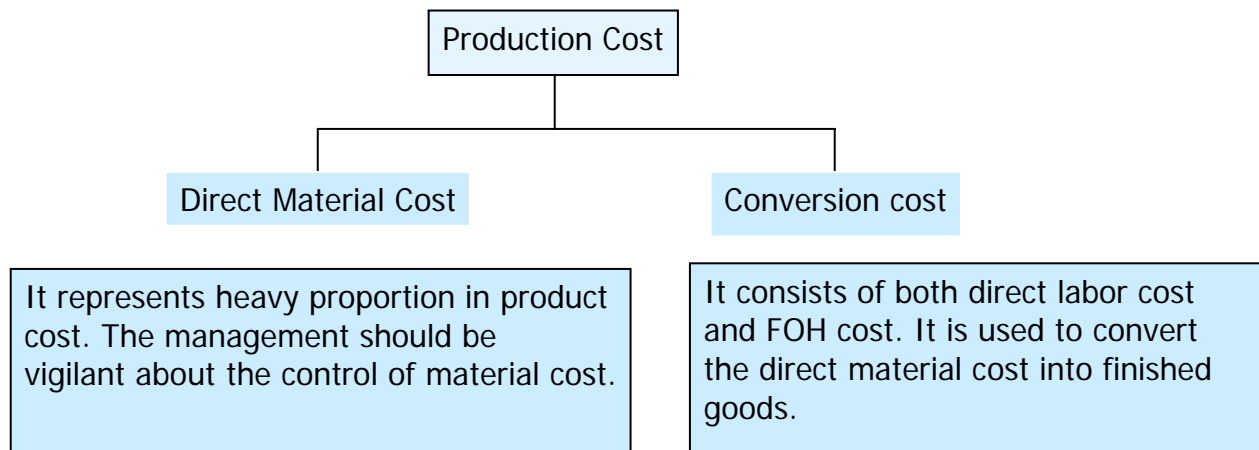 Production Cost
Direct Material Cost
Conversion cost
It represents heavy proportion in product
cost. The management should be
vigilant about the control of material cost.
It consists of both direct labor cost
and FOH cost. It is used to convert
the direct material cost into finished
goods.